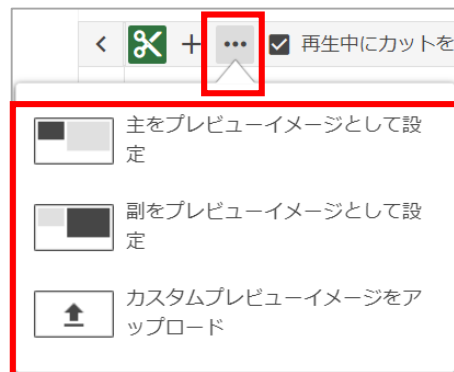 再生中にカットを
主をプレビューイメージとして設
定
副をプレビューイメージとして設
定
カスタムプレビューイメージをア
ップロード